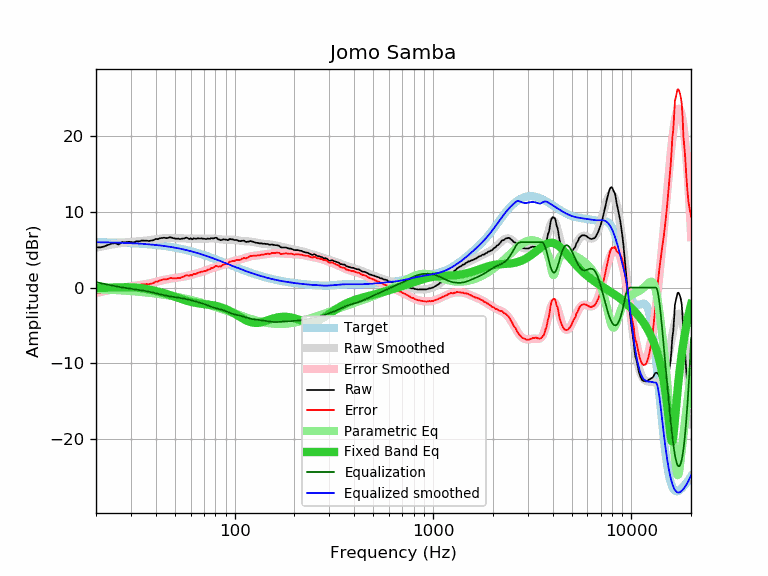 Jomo Samba
Amplitude (dBr)
20
10
0
−10
−20
Target
Raw Smoothed
Error Smoothed
Raw
Error
Parametric Eq
Fixed Band Eq
Equalization
Equalized smoothed
100
1000
10000
Frequency (Hz)